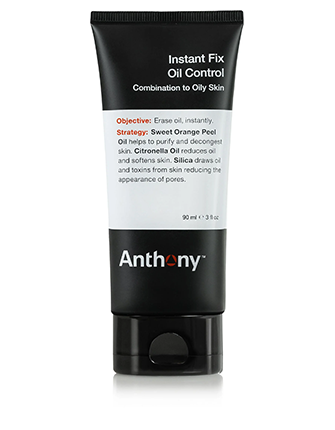 Instant Fix
Oil Control
Combination to Oily Skin
Objective: Erase oil, instantly.
Strategy: Sweet Orange Peel
Oil helps to purify and decongest
skin. Citronella Oil reduces oil
and softens skin. Silica draws oil
and toxins from skin reducing the
appearance of pores.
90 ml ℮ 3 fl oz
Anthony™